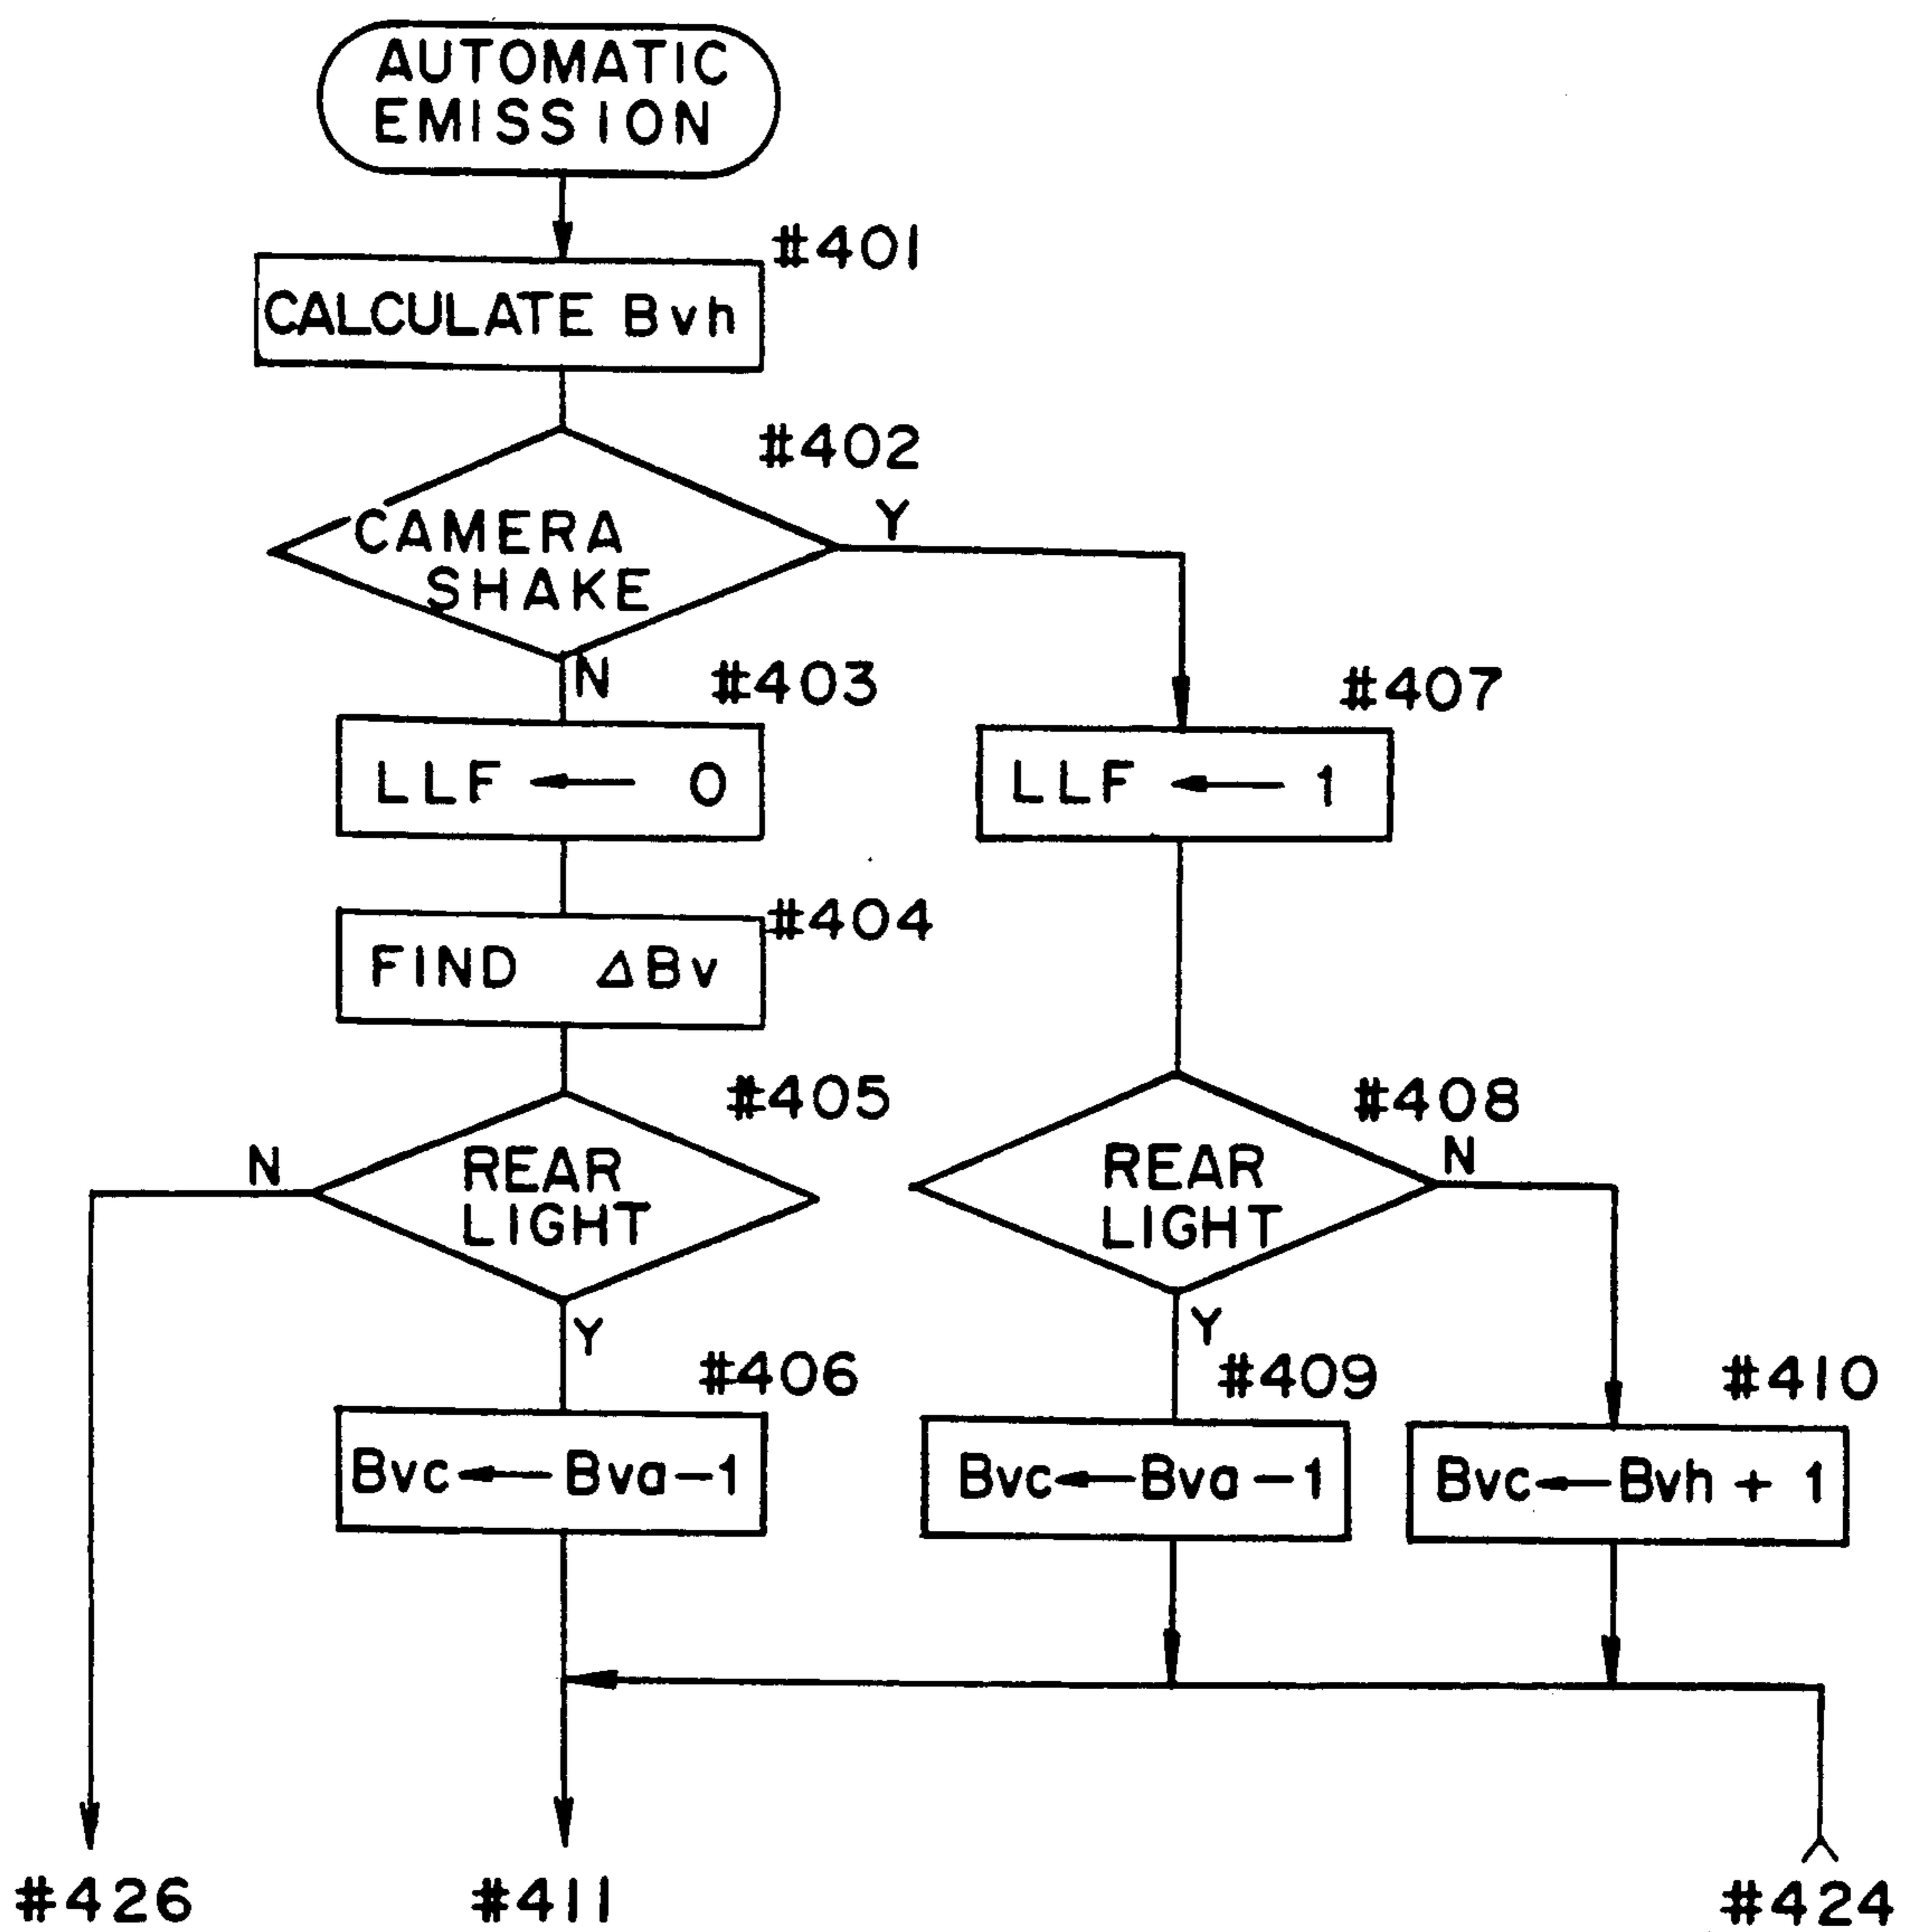 AUTOMATIC
EMISSION
#401
CALCULATE Bvh
#402
CAMERA
SHAKE
Y
N
#403
LLF ← 0
#407
LLF ← 1
#404
FIND ΔBv
#405
REAR
LIGHT
N
Y
#408
REAR
LIGHT
N
Y
#406
Bvc ← Bva - 1
#409
Bvc ← Bva - 1
#410
Bvc ← Bvh + 1
#426
#411
#424